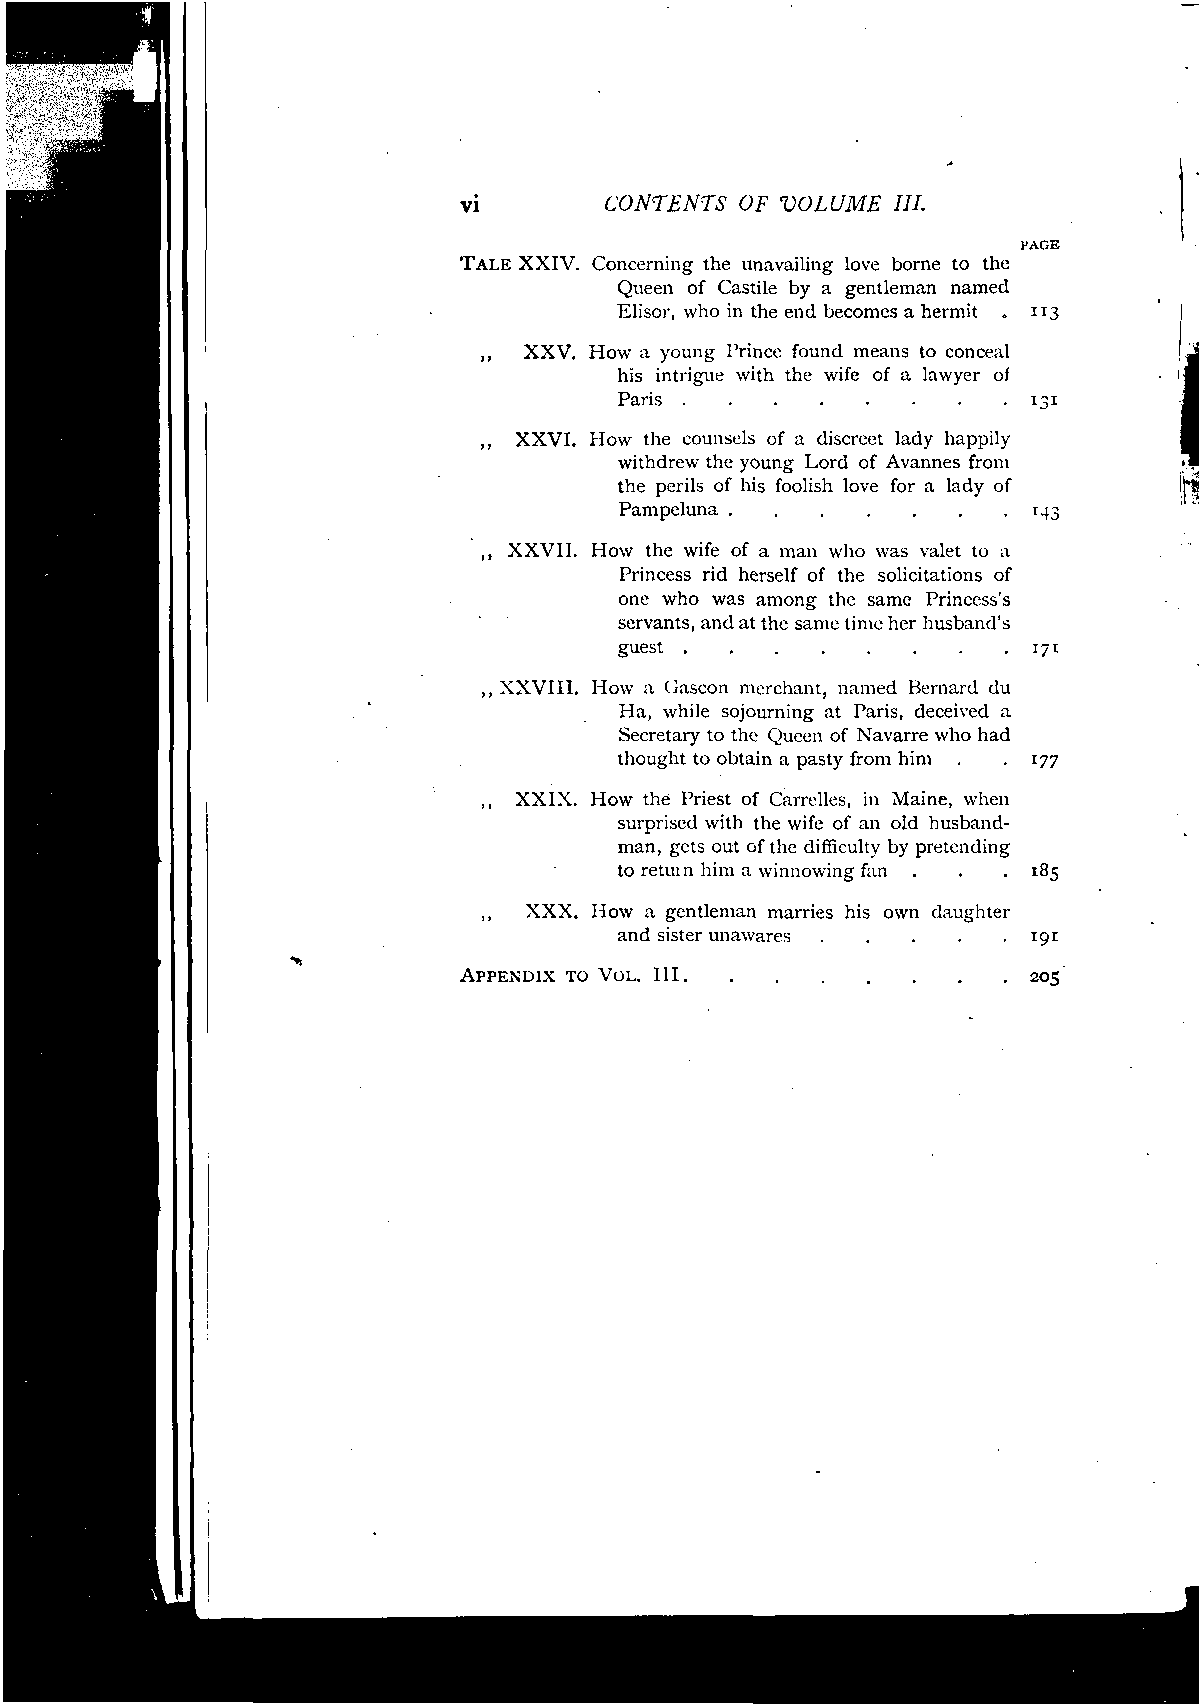 vi CONTENTS OF VOLUME III.
PAGE
TALE XXIV. Concerning the unavailing love borne to the
Queen of Castile by a gentleman named
Elisor, who in the end becomes a hermit . 113
„ XXV. How a young Prince found means to conceal
his intrigue with the wife of a lawyer of
Paris . . . . . . . . 131
„ XXVI. How the counsels of a discreet lady happily
withdrew the young Lord of Avannes from
the perils of his foolish love for a lady of
Pampeluna . . . . . . . 143
„ XXVII. How the wife of a man who was valet to a
Princess rid herself of the solicitations of
one who was among the same Princess's
servants, and at the same time her husband's
guest . . . . . . . . 171
„ XXVIII. How a Gascon merchant, named Bernard du
Ha, while sojourning at Paris, deceived a
Secretary to the Queen of Navarre who had
thought to obtain a pasty from him . . 177
„ XXIX. How the Priest of Carrelles, in Maine, when
surprised with the wife of an old husband-
man, gets out of the difficulty by pretending
to return him a winnowing fan . . . 185
„ XXX. How a gentleman marries his own daughter
and sister unawares . . . . . 191
APPENDIX TO VOL. III. . . . . . . . 205